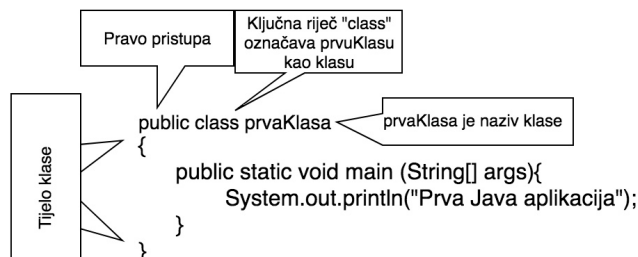 Pravo pristupa
Ključna riječ "class"
označava prvuKlasu
kao klasu
public class prvaKlasa
prvaKlasa je naziv klase
Tijelo klase
{
public static void main (String[] args){
System.out.println("Prva Java aplikacija");
}
}